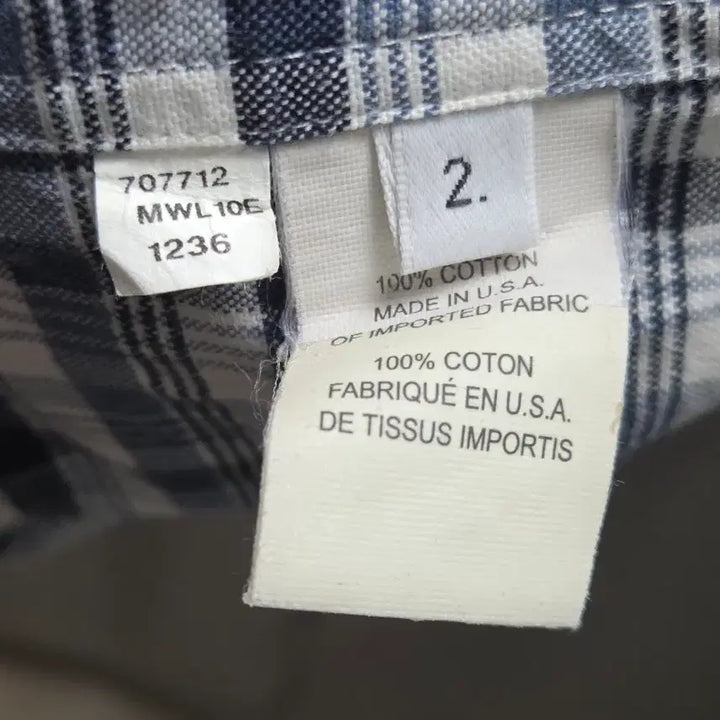 707712
MWL10E
1236
2.
100% COTTON
MADE IN U.S.A.
OF IMPORTED FABRIC
100% COTON
FABRIQUÉ EN U.S.A.
DE TISSUS IMPORTIS